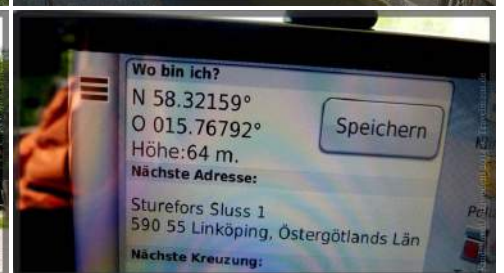 Wo bin ich?
N 58.32159°
O 015.76792°
Höhe:64 m.
Speichern
Nächste Adresse:
Sturefors Sluss 1
590 55 Linköping, Östergötlands Län
Nächste Kreuzung: